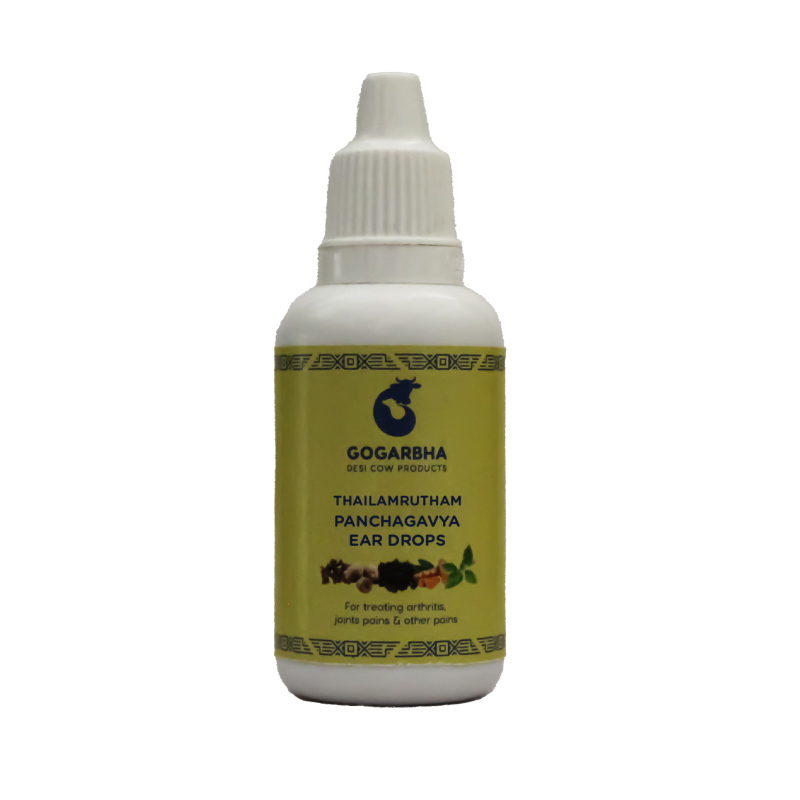 GOGARBHA
DESI COW PRODUCTS
THAILAMRUTHAM
PANCHAGAVYA
EAR DROPS
For treating arthritis,
joints pains & other pains